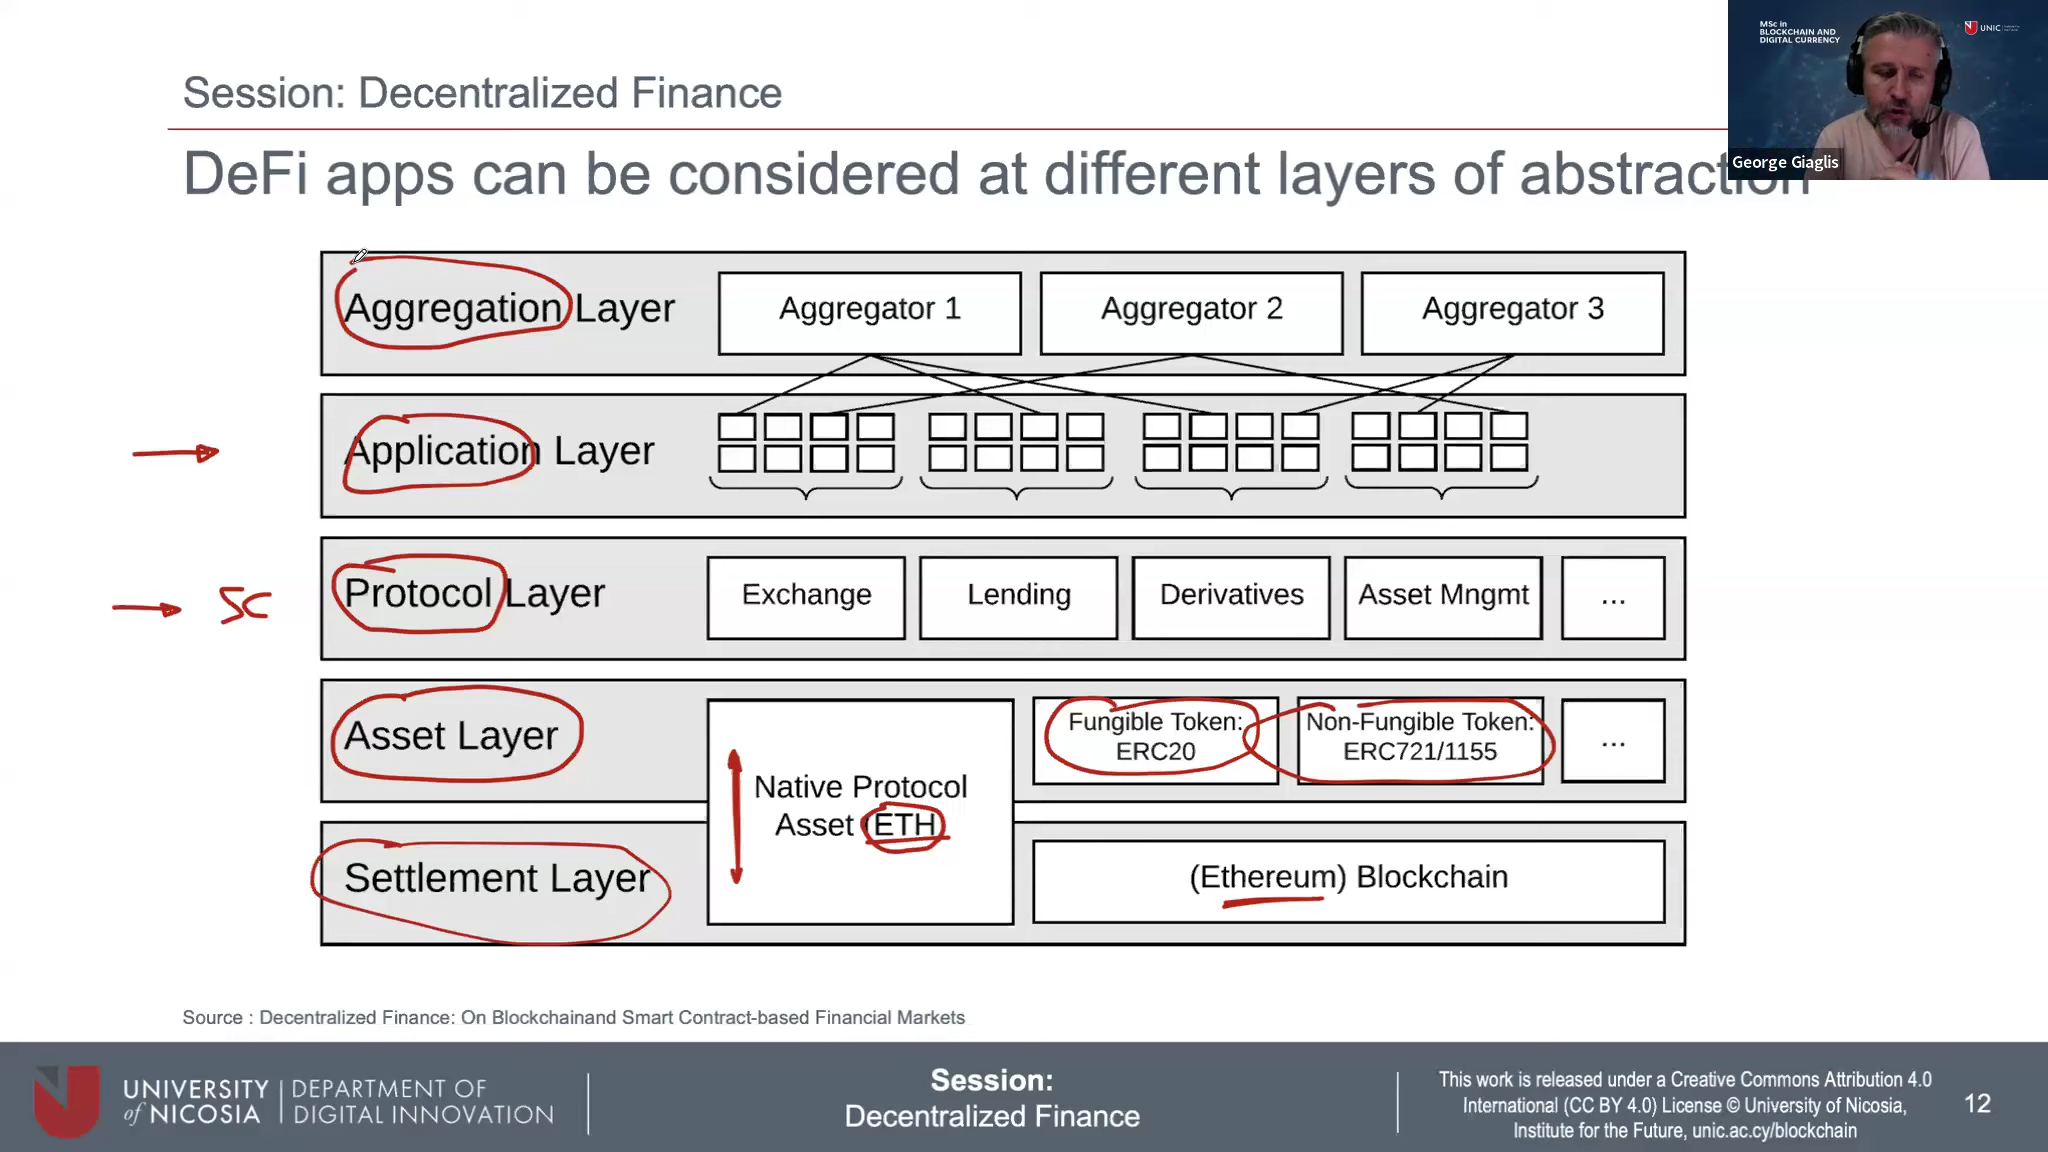 MSc in
BLOCKCHAIN AND
DIGITAL CURRENCY
UNIC
George Giaglis
Session: Decentralized Finance
DeFi apps can be considered at different layers of abstraction
Aggregation Layer
Aggregator 1
Aggregator 2
Aggregator 3
Application Layer
SC
Protocol Layer
Exchange
Lending
Derivatives
Asset Mngmt
...
Asset Layer
Fungible Token:
ERC20
Non-Fungible Token:
ERC721/1155
...
Native Protocol
Asset (ETH)
Settlement Layer
(Ethereum) Blockchain
Source : Decentralized Finance: On Blockchainand Smart Contract-based Financial Markets
UNIVERSITY
of NICOSIA
DEPARTMENT OF
DIGITAL INNOVATION
Session:
Decentralized Finance
This work is released under a Creative Commons Attribution 4.0
International (CC BY 4.0) License © University of Nicosia,
Institute for the Future, unic.ac.cy/blockchain
12